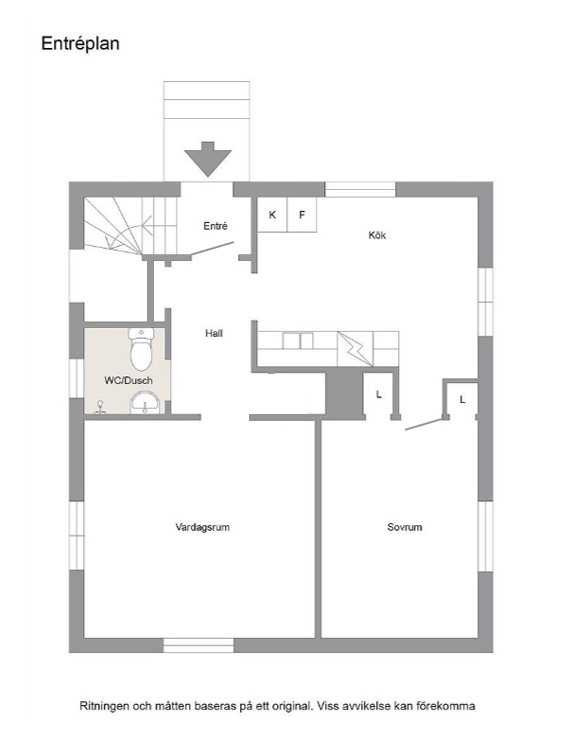 Entréplan
Entré
K F
Kök
Hall
WC/Dusch
L
L
Vardagsrum
Sovrum
Ritningen och måtten baseras på ett original. Viss avvikelse kan förekomma